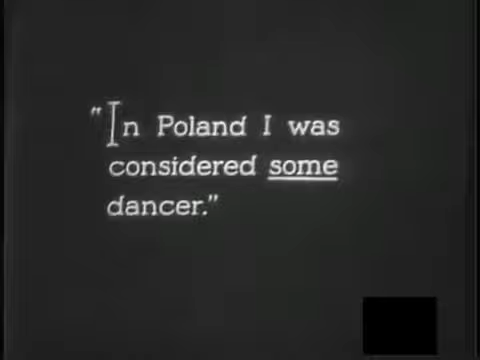 "In Poland I was
considered some
dancer."